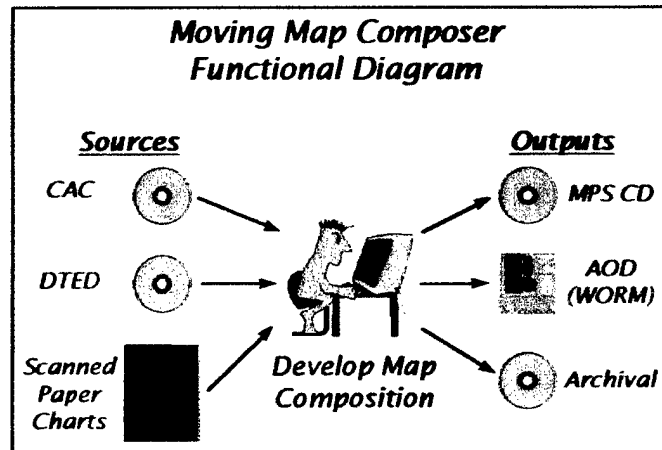 Moving Map Composer
Functional Diagram
Sources
CAC
DTED
Scanned
Paper
Charts
Develop Map
Composition
Outputs
MPS CD
AOD
(WORM)
Archival